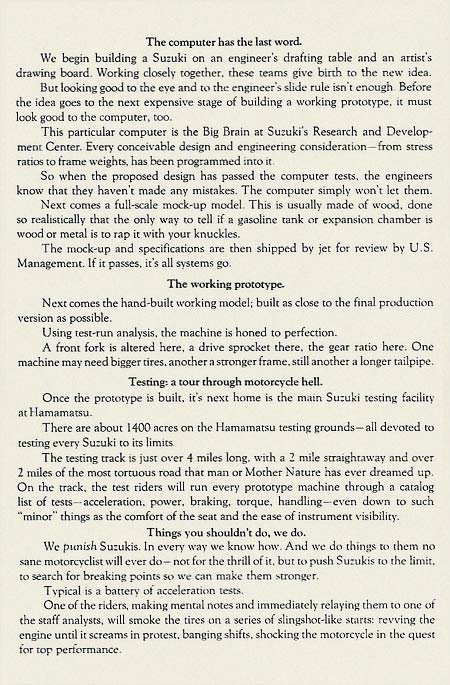 The computer has the last word.
We begin building a Suzuki on an engineer's drafting table and an artist's
drawing board. Working closely together, these teams give birth to the new idea.
But looking good to the eye and to the engineer's slide rule isn't enough. Before
the idea goes to the next expensive stage of building a working prototype, it must
look good to the computer, too.
This particular computer is the Big Brain at Suzuki's Research and Develop-
ment Center. Every conceivable design and engineering consideration—from stress
ratios to frame weights, has been programmed into it.
So when the proposed design has passed the computer tests, the engineers
know that they haven't made any mistakes. The computer simply won't let them.
Next comes a full-scale mock-up model. This is usually made of wood, done
so realistically that the only way to tell if a gasoline tank or expansion chamber is
wood or metal is to rap it with your knuckles.
The mock-up and specifications are then shipped by jet for review by U.S.
Management. If it passes, it's all systems go.
The working prototype.
Next comes the hand-built working model; built as close to the final production
version as possible.
Using test-run analysis, the machine is honed to perfection.
A front fork is altered here, a drive sprocket there, the gear ratio here. One
machine may need bigger tires, another a stronger frame, still another a longer tailpipe.
Testing: a tour through motorcycle hell.
Once the prototype is built, it's next home is the main Suzuki testing facility
at Hamamatsu.
There are about 1400 acres on the Hamamatsu testing grounds—all devoted to
testing every Suzuki to its limits.
The testing track is just over 4 miles long, with a 2 mile straightaway and over
2 miles of the most tortuous road that man or Mother Nature has ever dreamed up.
On the track, the test riders will run every prototype machine through a catalog
list of tests—acceleration, power, braking, torque, handling—even down to such
"minor" things as the comfort of the seat and the ease of instrument visibility.
Things you shouldn't do, we do.
We punish Suzukis. In every way we know how. And we do things to them no
sane motorcyclist will ever do—not for the thrill of it, but to push Suzukis to the limit,
to search for breaking points so we can make them stronger.
Typical is a battery of acceleration tests.
One of the riders, making mental notes and immediately relaying them to one of
the staff analysts, will smoke the tires on a series of slingshot-like starts: revving the
engine until it screams in protest, banging shifts, shocking the motorcycle in the quest
for top performance.